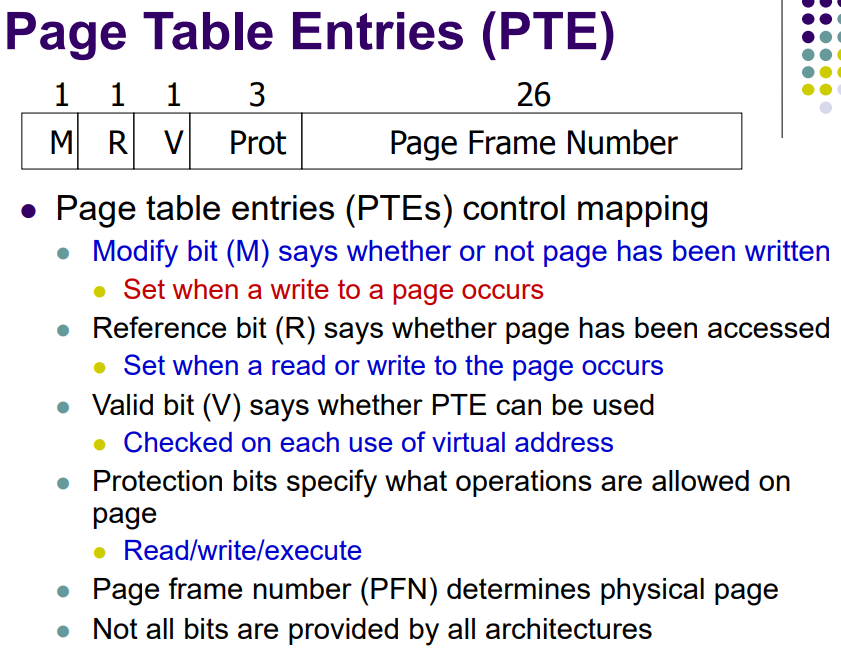 Page Table Entries (PTE)
1 1 1 3 26
M R V Prot Page Frame Number
Page table entries (PTEs) control mapping
Modify bit (M) says whether or not page has been written
Set when a write to a page occurs
Reference bit (R) says whether page has been accessed
Set when a read or write to the page occurs
Valid bit (V) says whether PTE can be used
Checked on each use of virtual address
Protection bits specify what operations are allowed on
page
Read/write/execute
Page frame number (PFN) determines physical page
Not all bits are provided by all architectures